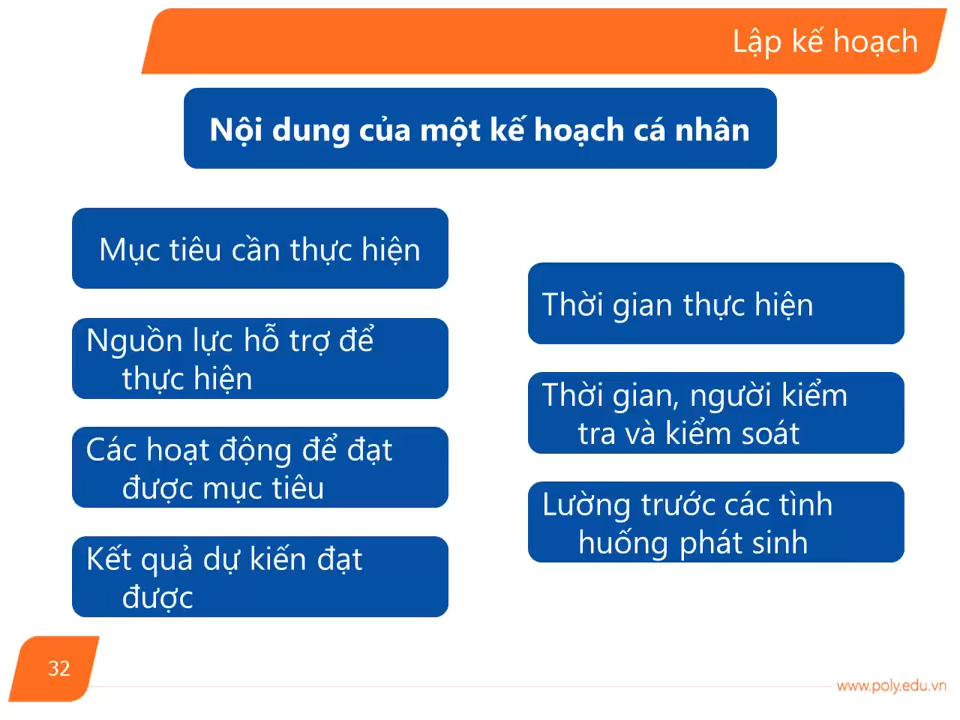 Lập kế hoạch
Nội dung của một kế hoạch cá nhân
Mục tiêu cần thực hiện
Nguồn lực hỗ trợ để
thực hiện
Các hoạt động để đạt
được mục tiêu
Kết quả dự kiến đạt
được
Thời gian thực hiện
Thời gian, người kiểm
tra và kiểm soát
Lường trước các tình
huống phát sinh
32
www.poly.edu.vn